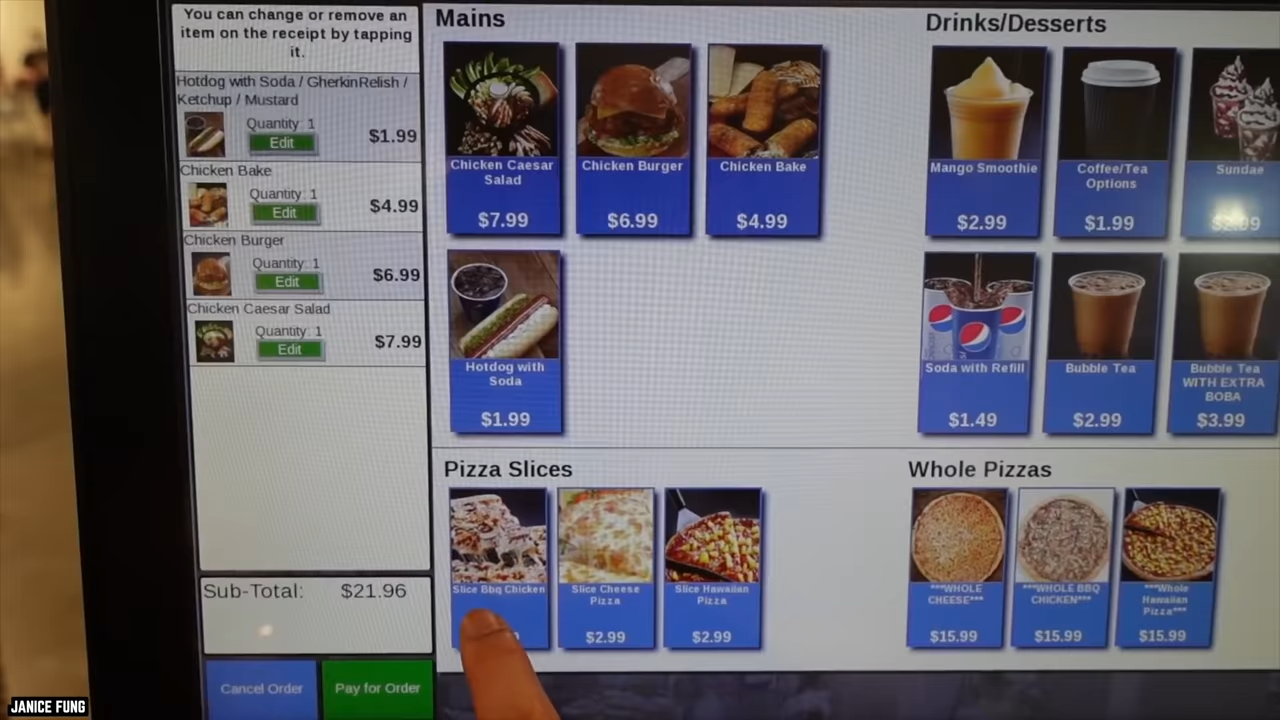 You can change or remove an
item on the receipt by tapping
it.
Hotdog with Soda / GherkinRelish /
Ketchup / Mustard
Quantity: 1
Edit
$1.99
Chicken Bake
Quantity: 1
Edit
$4.99
Chicken Burger
Quantity: 1
Edit
$6.99
Chicken Caesar Salad
Quantity: 1
Edit
$7.99
Sub-Total: $21.96
Cancel Order
Pay for Order
Mains
Chicken Caesar
Salad
$7.99
Chicken Burger
$6.99
Chicken Bake
$4.99
Hotdog with
Soda
$1.99
Drinks/Desserts
Mango Smoothie
$2.99
Coffee/Tea
Options
$1.99
Sundae
Soda with Refill
$1.49
Bubble Tea
$2.99
Bubble Tea
WITH EXTRA
BOBA
$3.99
Pizza Slices
Slice Bbq Chicken
Slice Cheese
Pizza
$2.99
Slice Hawaiian
Pizza
$2.99
Whole Pizzas
***WHOLE
CHEESE***
$15.99
***WHOLE BBQ
CHICKEN***
$15.99
***Whole
Hawaiian
Pizza***
$15.99
JANICE FUNG